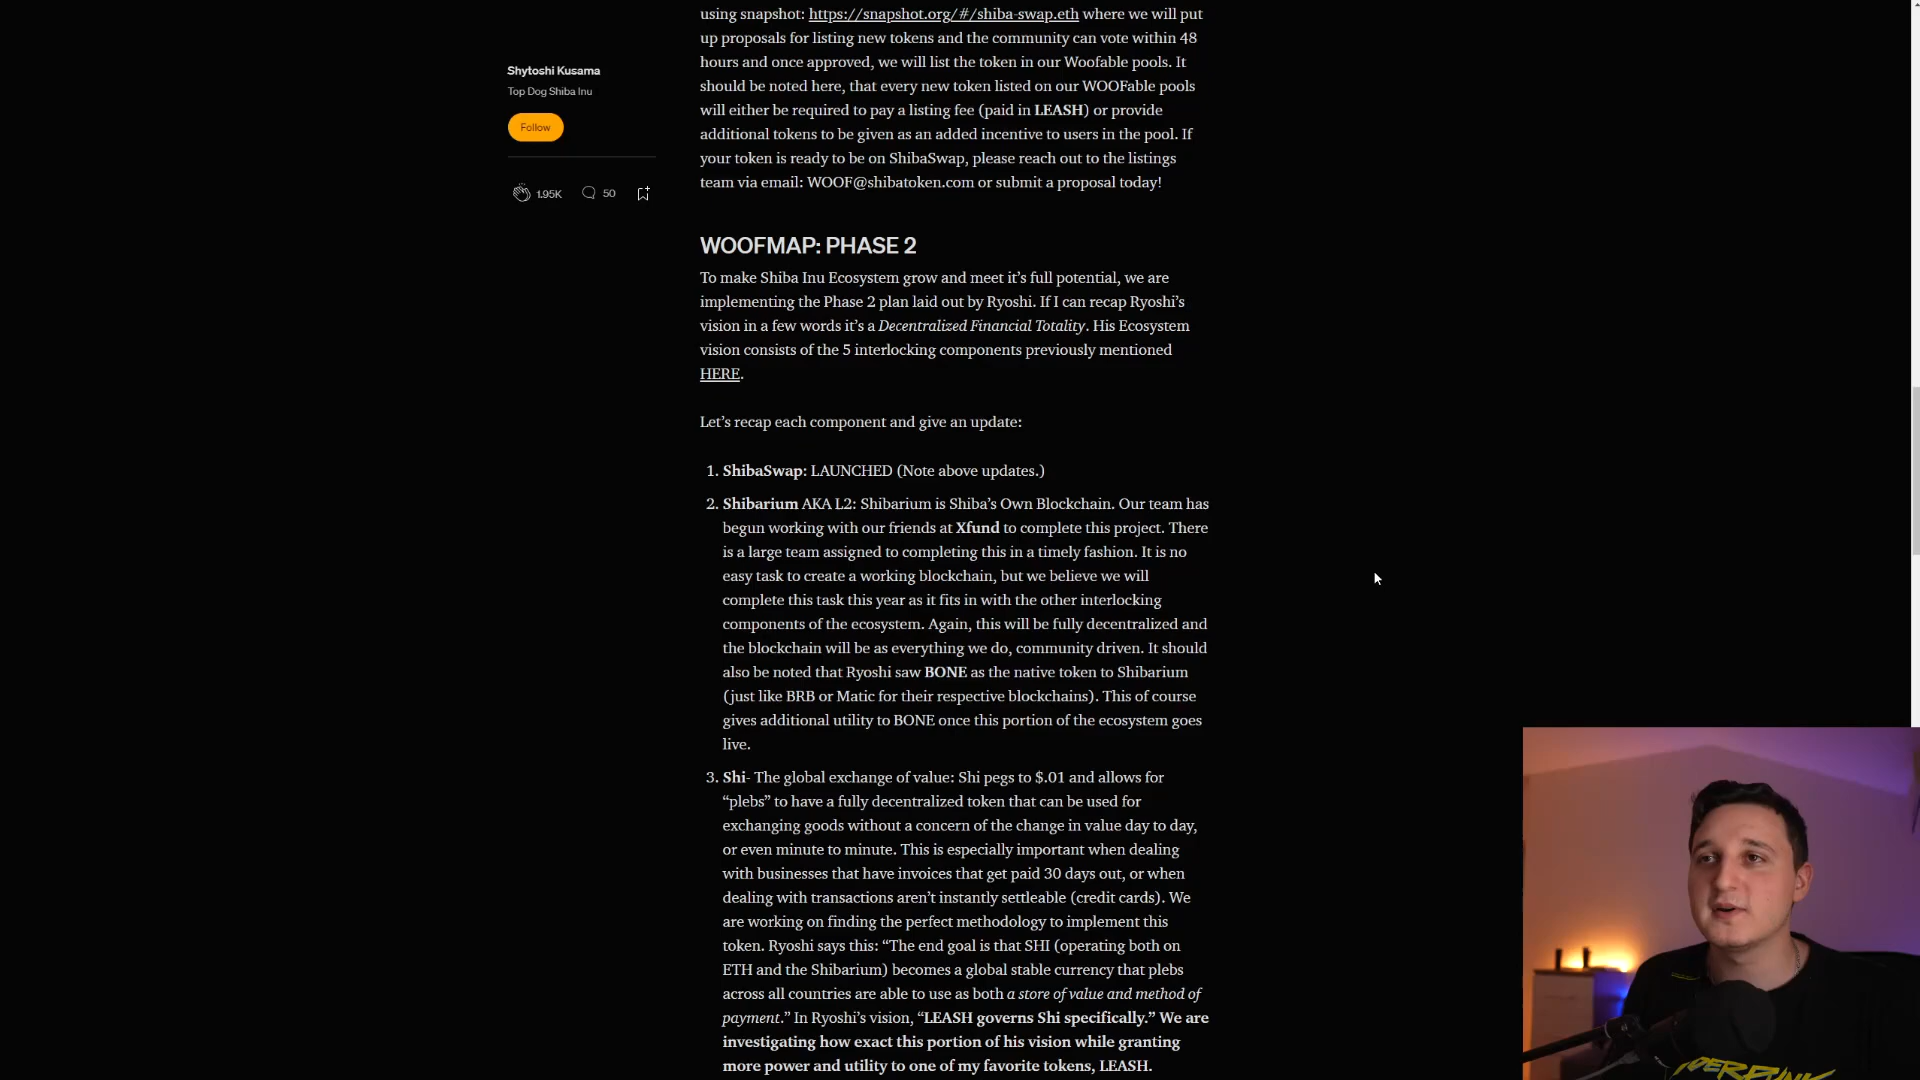 using snapshot: https://snapshot.org/#/shiba-swap.eth where we will put
up proposals for listing new tokens and the community can vote within 48
hours and once approved, we will list the token in our Woofable pools. It
should be noted here, that every new token listed on our WOOFable pools
will either be required to pay a listing fee (paid in LEASH) or provide
additional tokens to be given as an added incentive to users in the pool. If
your token is ready to be on ShibaSwap, please reach out to the listings
team via email: WOOF@shibatoken.com or submit a proposal today!
Shytoshi Kusama
Top Dog Shiba Inu
Follow
1.95K 50
WOOFMAP: PHASE 2
To make Shiba Inu Ecosystem grow and meet it’s full potential, we are
implementing the Phase 2 plan laid out by Ryoshi. If I can recap Ryoshi’s
vision in a few words it’s a Decentralized Financial Totality. His Ecosystem
vision consists of the 5 interlocking components previously mentioned
HERE.
Let’s recap each component and give an update:
1. ShibaSwap: LAUNCHED (Note above updates.)
2. Shibarium AKA L2: Shibarium is Shiba’s Own Blockchain. Our team has
begun working with our friends at Xfund to complete this project. There
is a large team assigned to completing this in a timely fashion. It is no
easy task to create a working blockchain, but we believe we will
complete this task this year as it fits in with the other interlocking
components of the ecosystem. Again, this will be fully decentralized and
the blockchain will be as everything we do, community driven. It should
also be noted that Ryoshi saw BONE as the native token to Shibarium
(just like BRB or Matic for their respective blockchains). This of course
gives additional utility to BONE once this portion of the ecosystem goes
live.
3. Shi- The global exchange of value: Shi pegs to $.01 and allows for
“plebs” to have a fully decentralized token that can be used for
exchanging goods without a concern of the change in value day to day,
or even minute to minute. This is especially important when dealing
with businesses that have invoices that get paid 30 days out, or when
dealing with transactions aren’t instantly settleable (credit cards). We
are working on finding the perfect methodology to implement this
token. Ryoshi says this: “The end goal is that SHI (operating both on
ETH and the Shibarium) becomes a global stable currency that plebs
across all countries are able to use as both a store of value and method of
payment.” In Ryoshi’s vision, “LEASH governs Shi specifically.” We are
investigating how exact this portion of his vision while granting
more power and utility to one of my favorite tokens, LEASH.